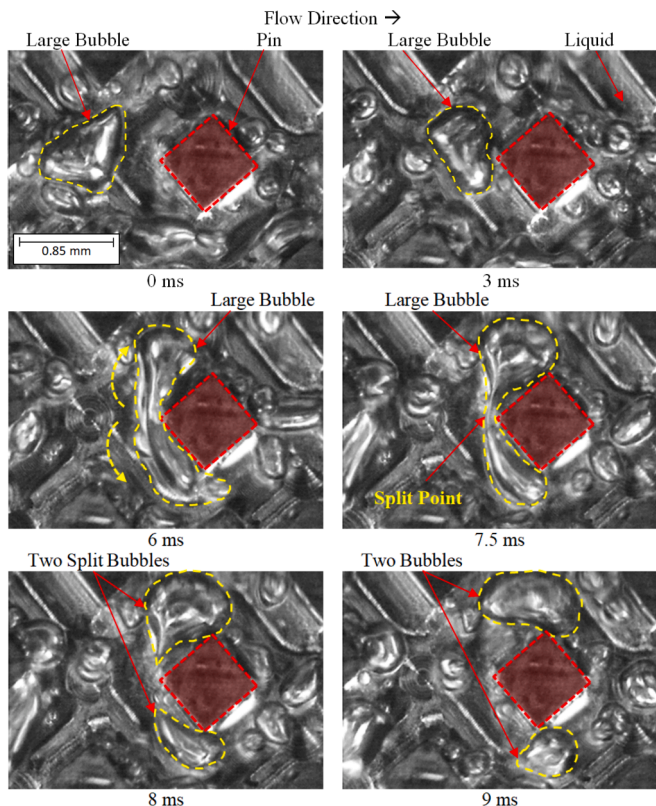 Flow Direction →
Large Bubble
Pin
Large Bubble
Liquid
0.85 mm
0 ms
3 ms
Large Bubble
Large Bubble
Split Point
6 ms
7.5 ms
Two Split Bubbles
Two Bubbles
8 ms
9 ms